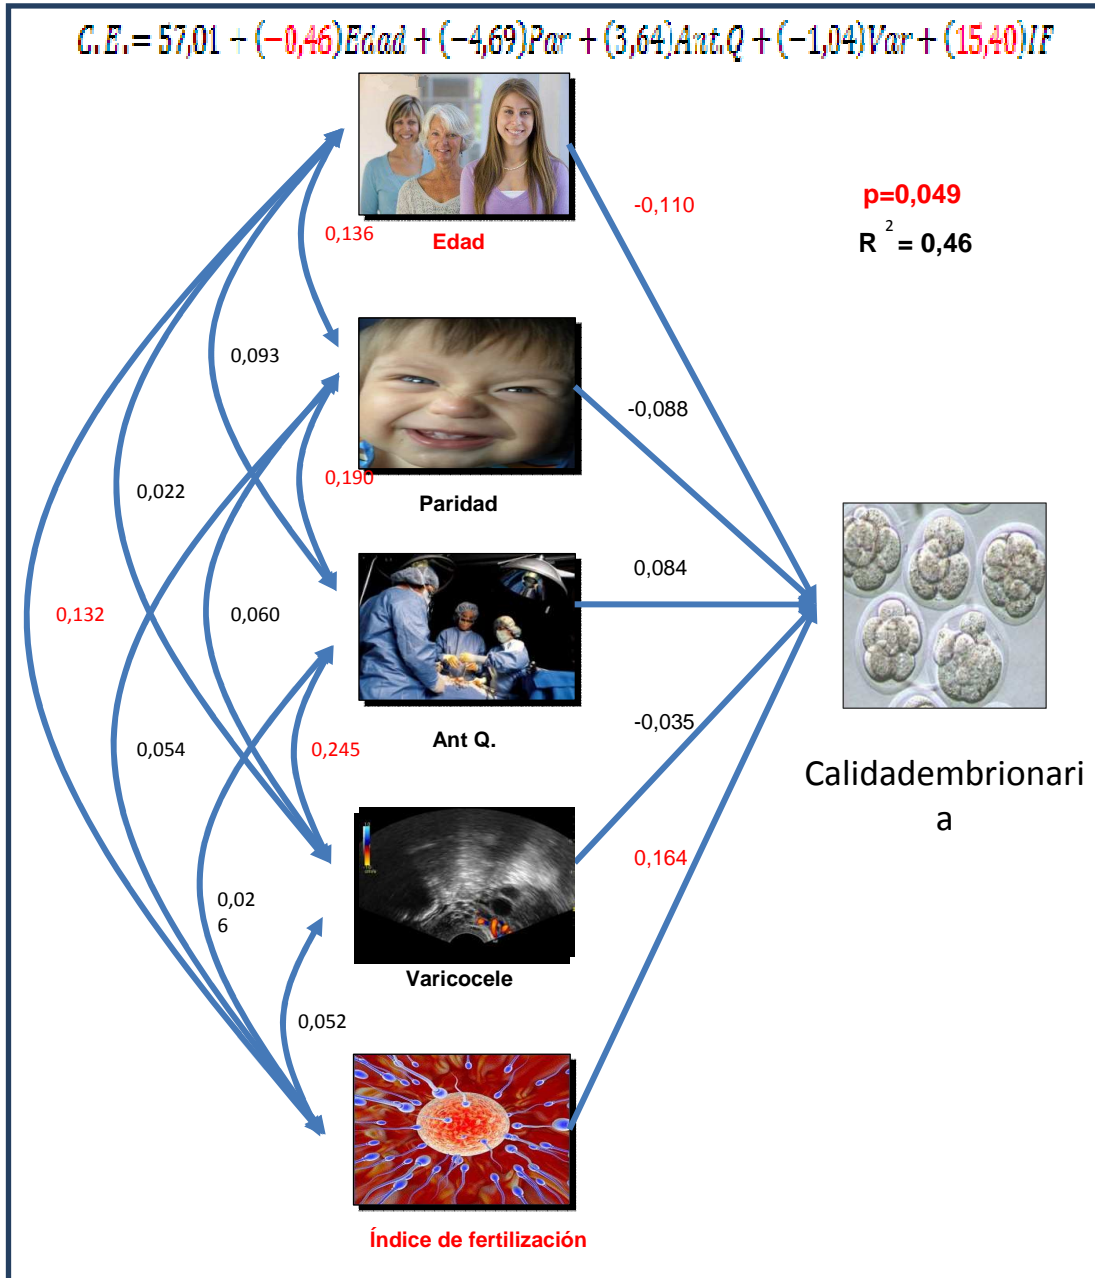 C.E.= 57,01 + (−0,46)Edad + (−4,69)Par + (3,64)Ant.Q + (−1,04)Var + (15,40)IF
p=0,049
R 2 = 0,46
-0,110
0,136
Edad
0,093
-0,088
0,190
0,022
Paridad
0,084
0,132
0,060
-0,035
Ant Q.
0,054
0,245
Calidadembrionari
a
0,164
0,02
6
Varicocele
0,052
Índice de fertilización